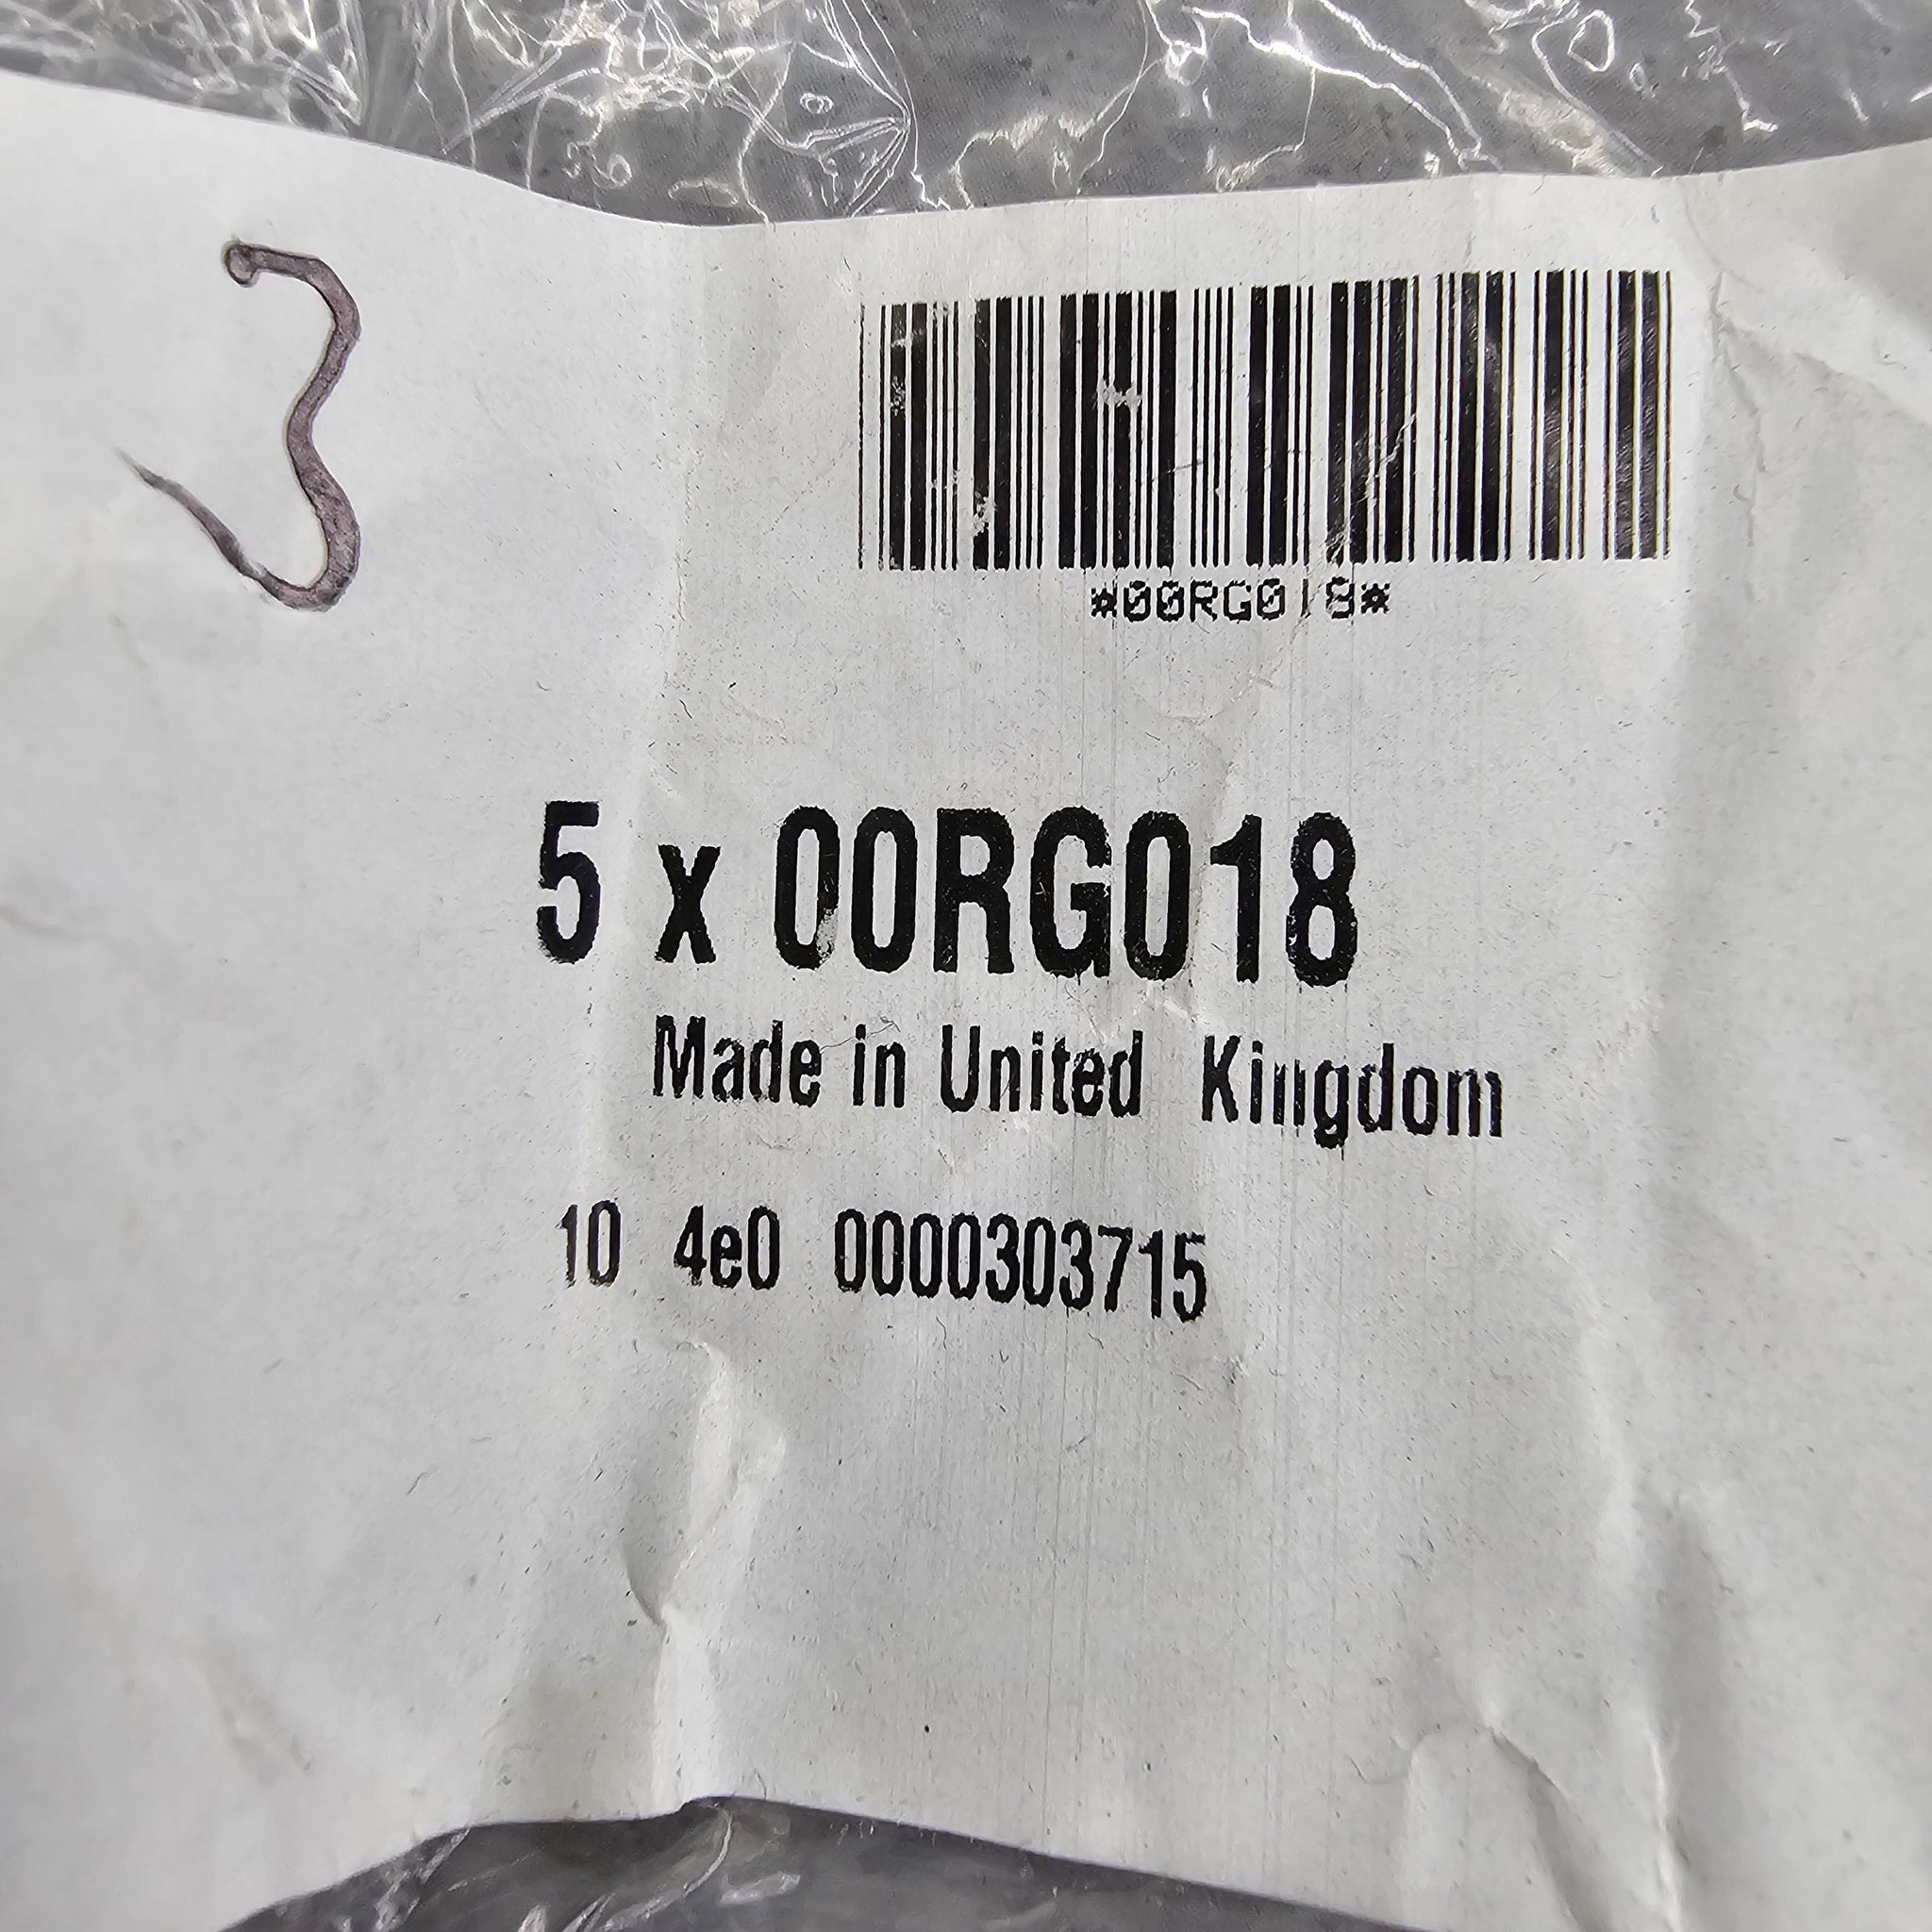 3
*00RG018*
5 x 00RG018
Made in United Kingdom
10 4e0 0000303715